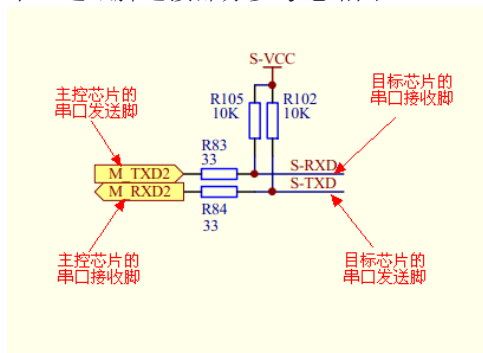 S-VCC
主控芯片的
串口发送脚
目标芯片的
串口接收脚
R105
10K
R102
10K
R83
33
M_TXD2
S-RXD
M_RXD2
S-TXD
R84
33
主控芯片的
串口接收脚
目标芯片的
串口发送脚